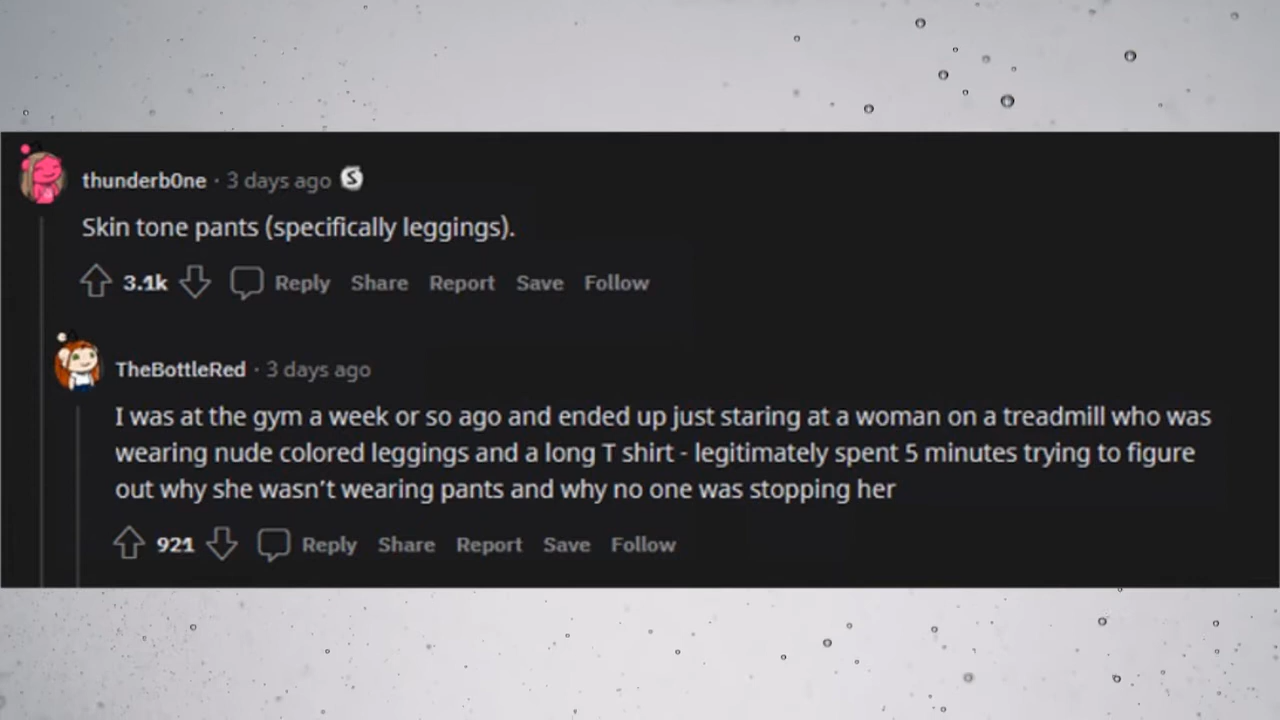 thunderb0ne · 3 days ago
Skin tone pants (specifically leggings).
3.1k Reply Share Report Save Follow
TheBottleRed · 3 days ago
I was at the gym a week or so ago and ended up just staring at a woman on a treadmill who was
wearing nude colored leggings and a long T shirt - legitimately spent 5 minutes trying to figure
out why she wasn't wearing pants and why no one was stopping her
921 Reply Share Report Save Follow